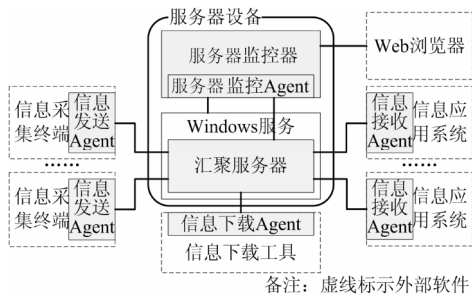 服务器设备
服务器监控器
服务器监控Agent
Web浏览器
信息采集终端
信息发送Agent
Windows服务
汇聚服务器
信息接收Agent
信息应用系统
……
……
信息采集终端
信息发送Agent
信息接收Agent
信息应用系统
信息下载Agent
信息下载工具
备注：虚线标示外部软件